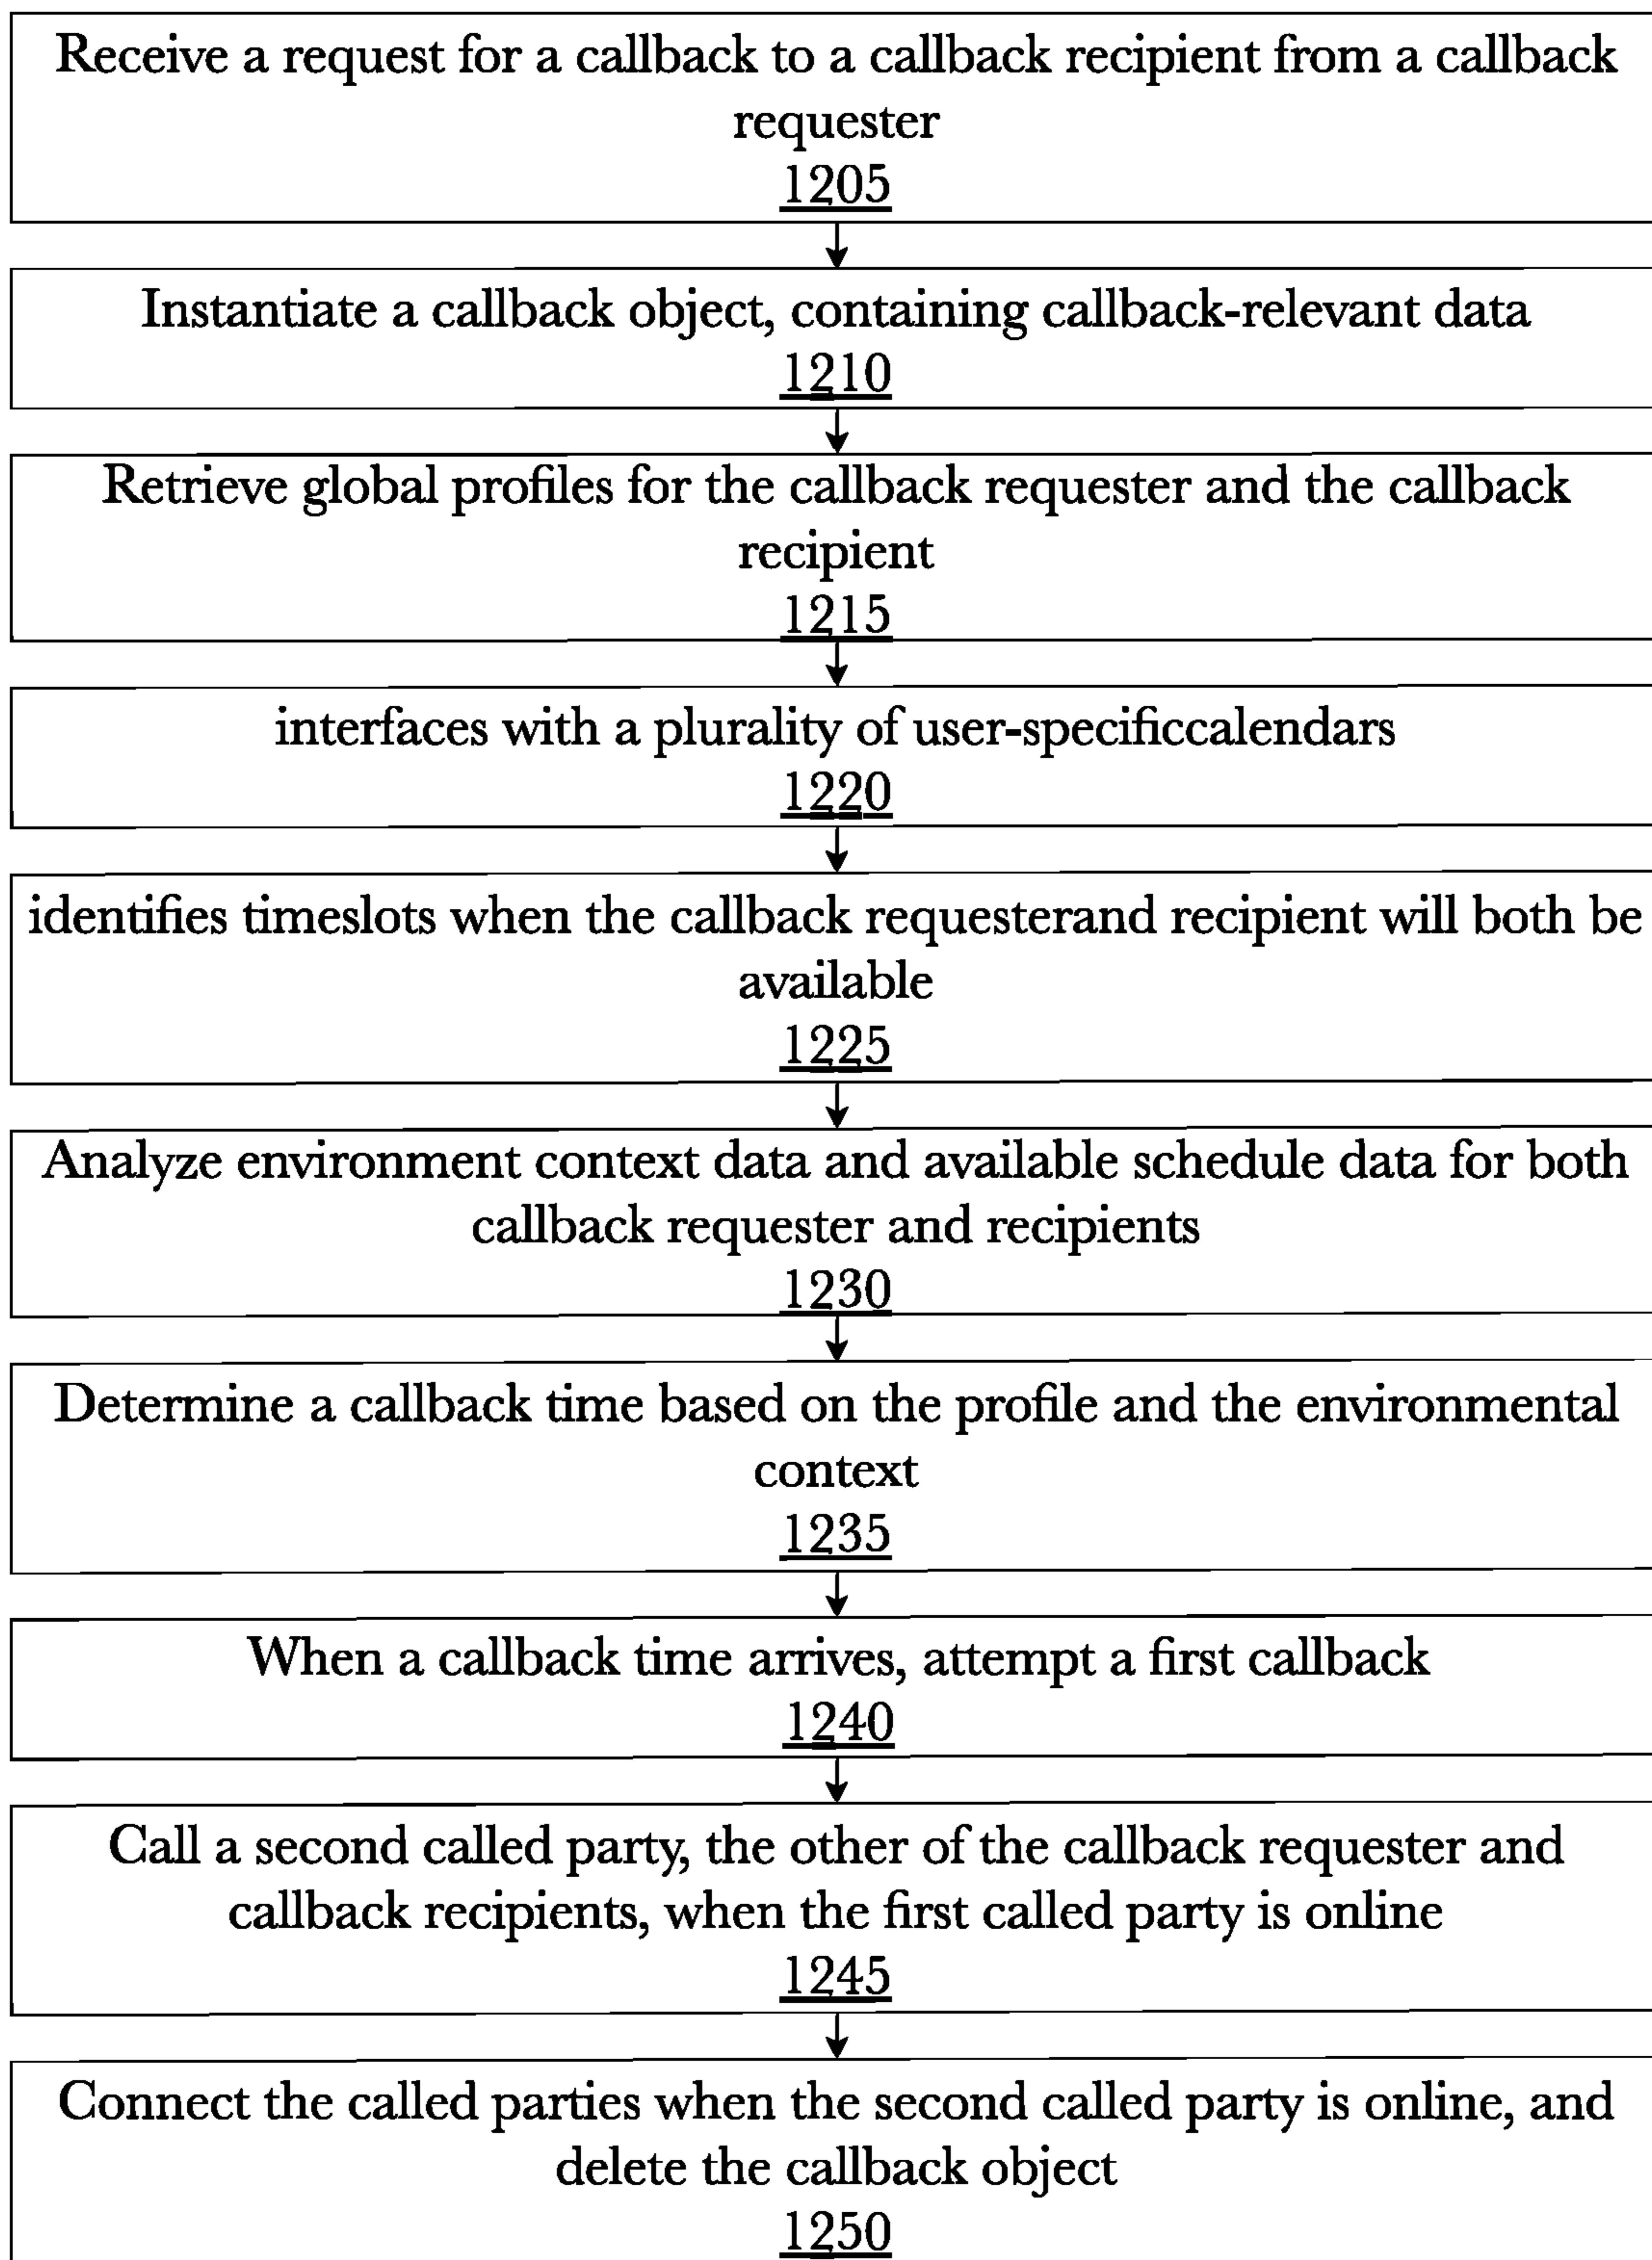 Receive a request for a callback to a callback recipient from a callback
requester
1205
Instantiate a callback object, containing callback-relevant data
1210
Retrieve global profiles for the callback requester and the callback
recipient
1215
interfaces with a plurality of user-specificcalendars
1220
identifies timeslots when the callback requesterand recipient will both be
available
1225
Analyze environment context data and available schedule data for both
callback requester and recipients
1230
Determine a callback time based on the profile and the environmental
context
1235
When a callback time arrives, attempt a first callback
1240
Call a second called party, the other of the callback requester and
callback recipients, when the first called party is online
1245
Connect the called parties when the second called party is online, and
delete the callback object
1250